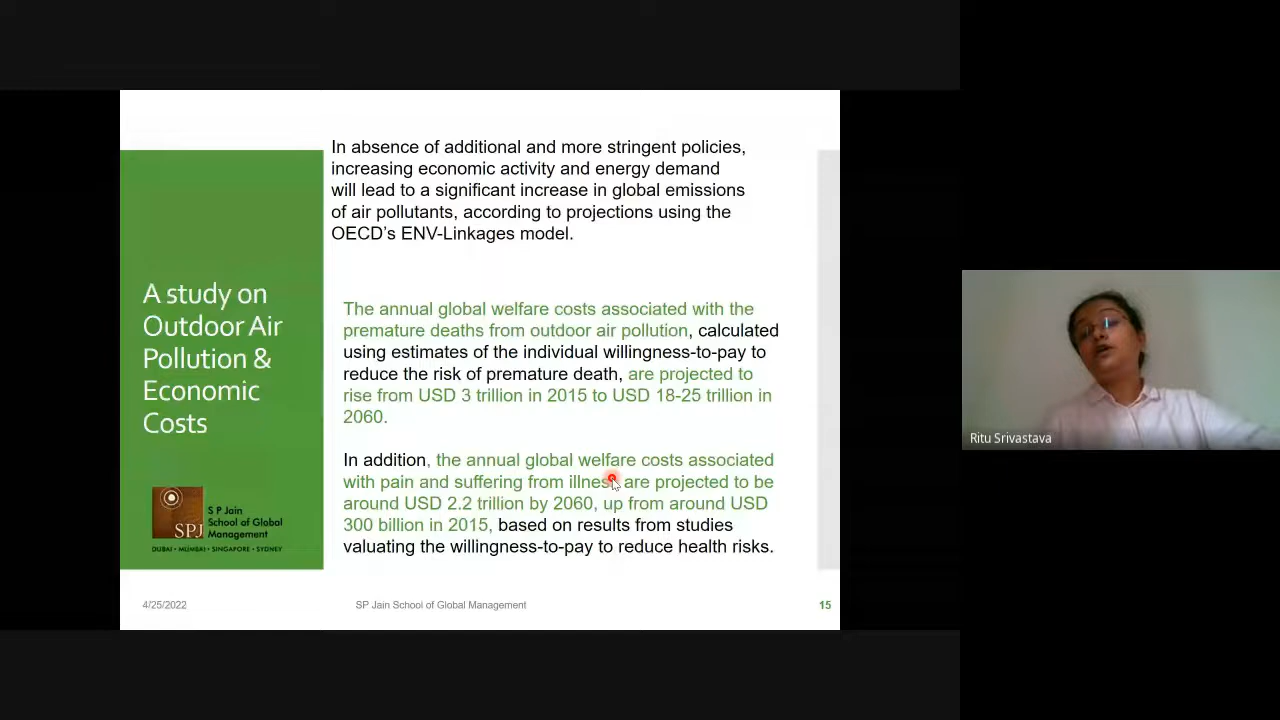 In absence of additional and more stringent policies,
increasing economic activity and energy demand
will lead to a significant increase in global emissions
of air pollutants, according to projections using the
OECD’s ENV-Linkages model.
A study on
Outdoor Air
Pollution &
Economic
Costs
The annual global welfare costs associated with the
premature deaths from outdoor air pollution, calculated
using estimates of the individual willingness-to-pay to
reduce the risk of premature death, are projected to
rise from USD 3 trillion in 2015 to USD 18-25 trillion in
2060.
In addition, the annual global welfare costs associated
with pain and suffering from illness are projected to be
around USD 2.2 trillion by 2060, up from around USD
300 billion in 2015, based on results from studies
valuating the willingness-to-pay to reduce health risks.
SPJ
S P Jain
School of Global
Management
DUBAI • MUMBAI • SINGAPORE • SYDNEY
4/25/2022
SP Jain School of Global Management
15
Ritu Srivastava